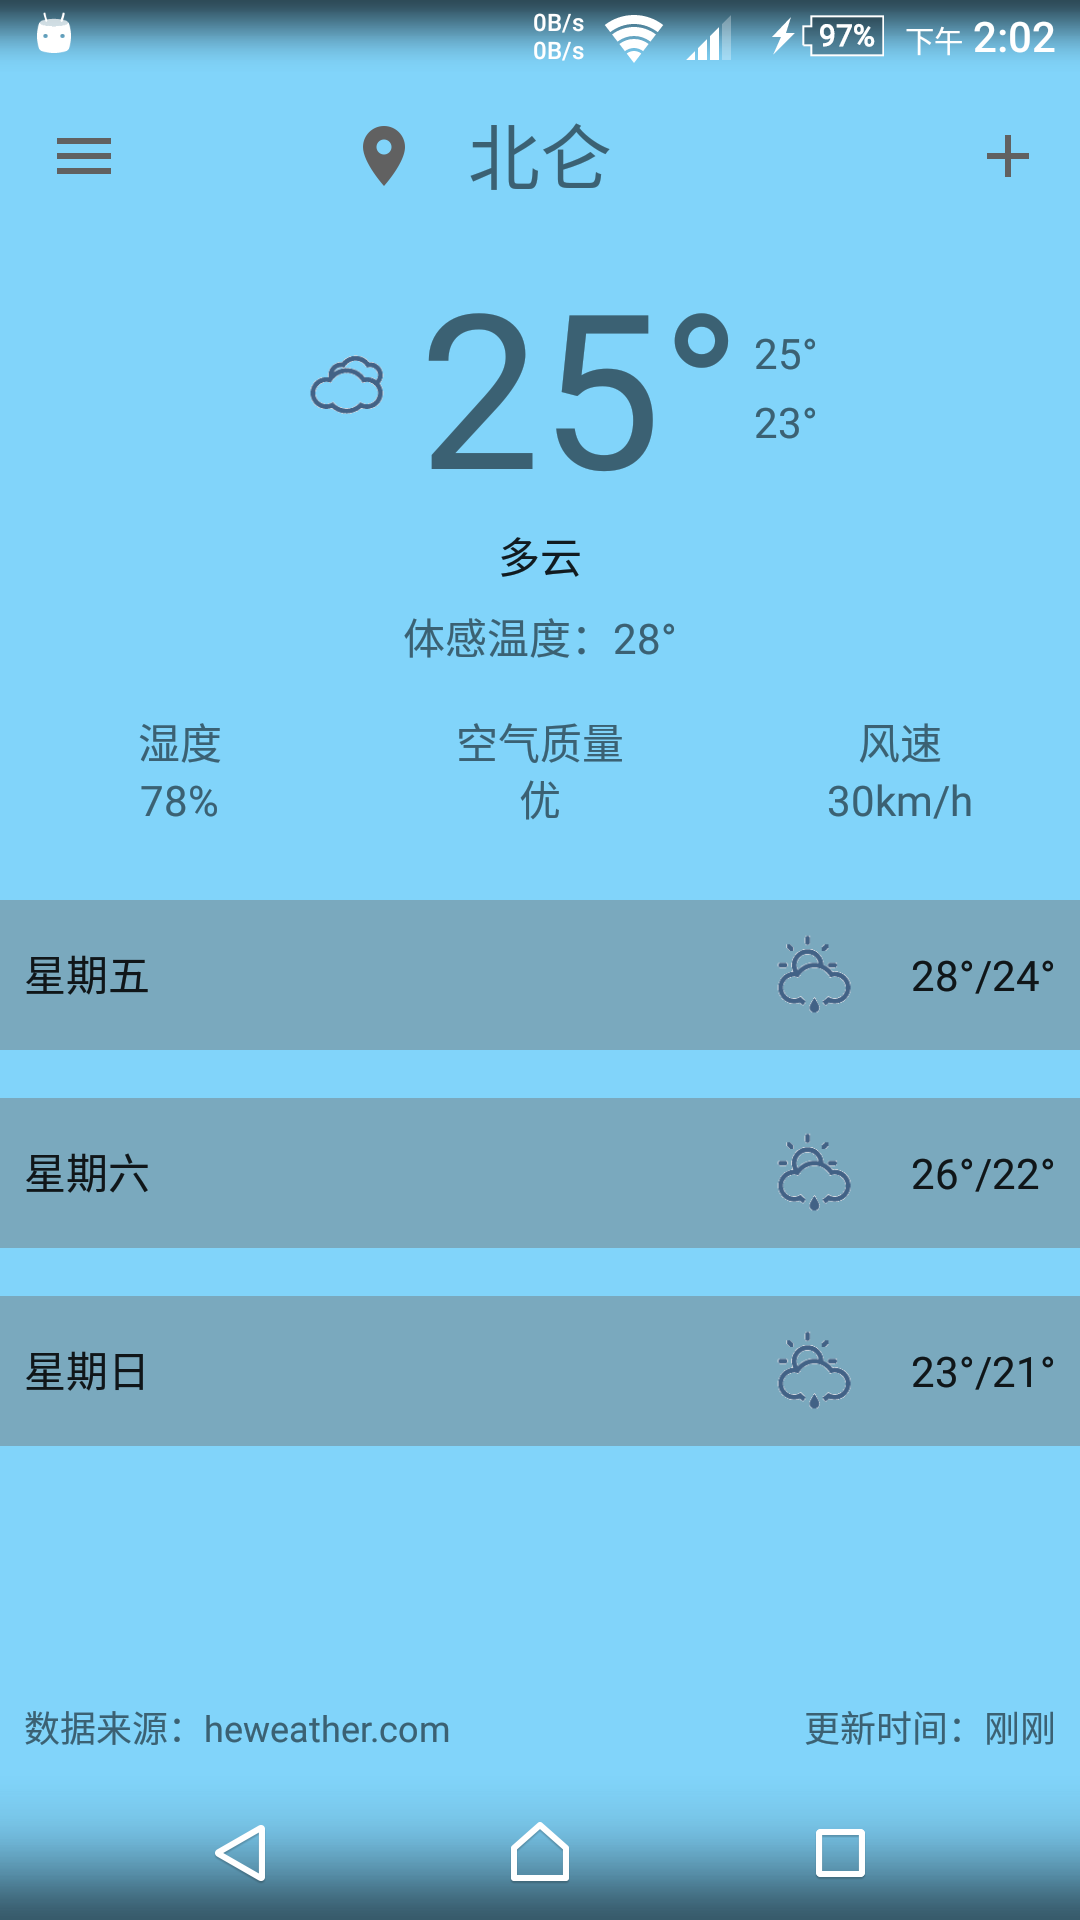 0B/s
0B/s
97%
下午 2:02
北仑
25°
25°
23°
多云
体感温度：28°
湿度 空气质量 风速
78% 优 30km/h
星期五 28°/24°
星期六 26°/22°
星期日 23°/21°
数据来源：heweather.com 更新时间：刚刚